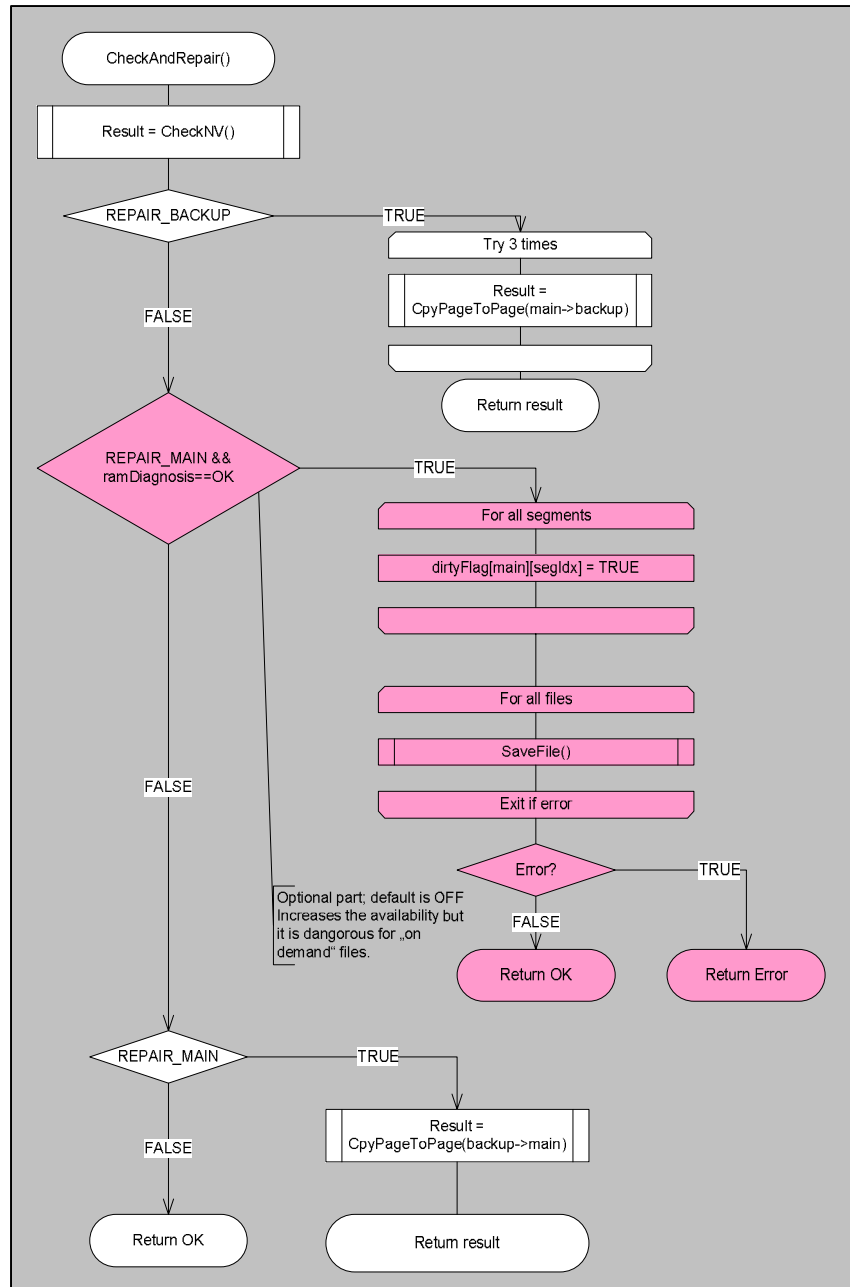 CheckAndRepair()
Result = CheckNV()
REPAIR_BACKUP
TRUE
Try 3 times
Result =
CpyPageToPage(main->backup)
FALSE
Return result
REPAIR_MAIN &&
ramDiagnosis==OK
TRUE
For all segments
dirtyFlag[main][segIdx] = TRUE
For all files
SaveFile()
FALSE
Exit if error
Error?
TRUE
Optional part; default is OFF
Increases the availability but
it is dangorous for „on
demand“ files.
FALSE
Return OK
Return Error
REPAIR_MAIN
TRUE
Result =
CpyPageToPage(backup->main)
FALSE
Return OK
Return result